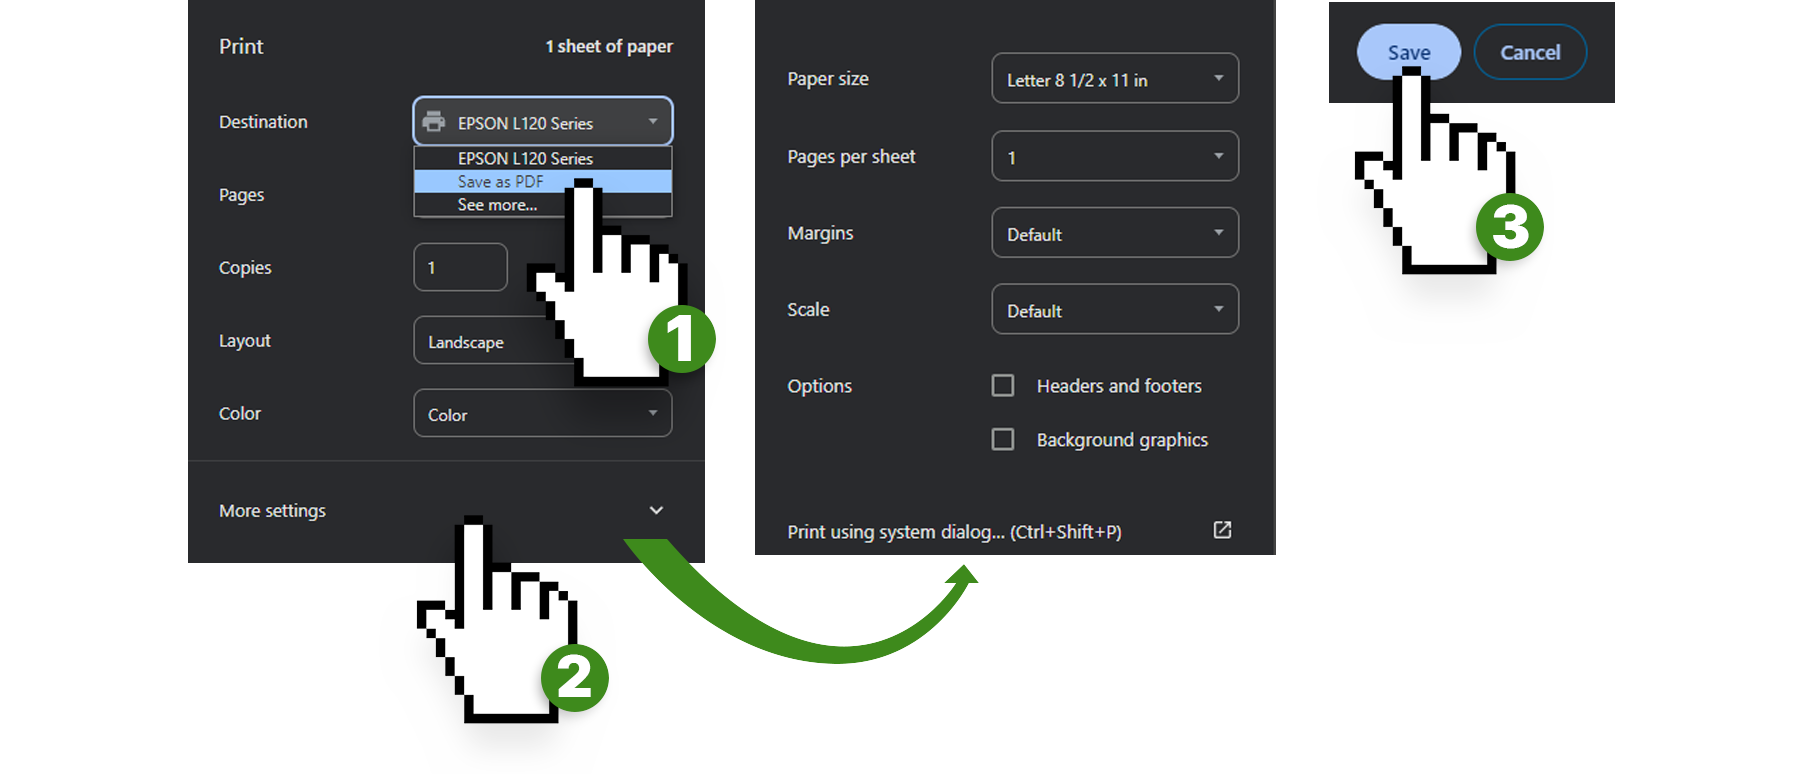 Print
1 sheet of paper
Destination
EPSON L120 Series
EPSON L120 Series
Save as PDF
See more...
Pages
Copies
1
Layout
Landscape
Color
Color
More settings
1
2
Paper size
Letter 8 1/2 x 11 in
Pages per sheet
1
Margins
Default
Scale
Default
Options
Headers and footers
Background graphics
Print using system dialog... (Ctrl+Shift+P)
Save
Cancel
3